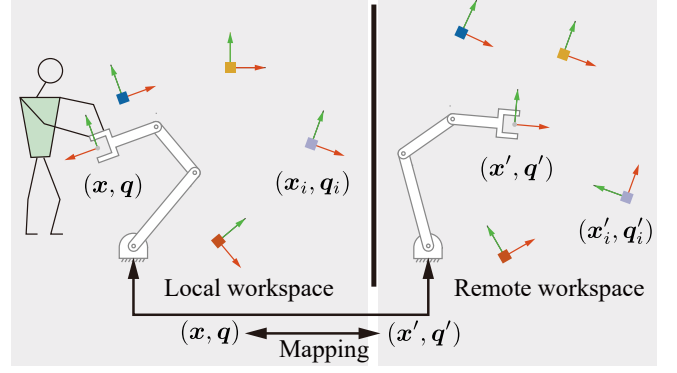 (x, q)
(xᵢ, qᵢ)
(x′, q′)
(x′ᵢ, q′ᵢ)
Local workspace
Remote workspace
(x, q)
(x′, q′)
Mapping